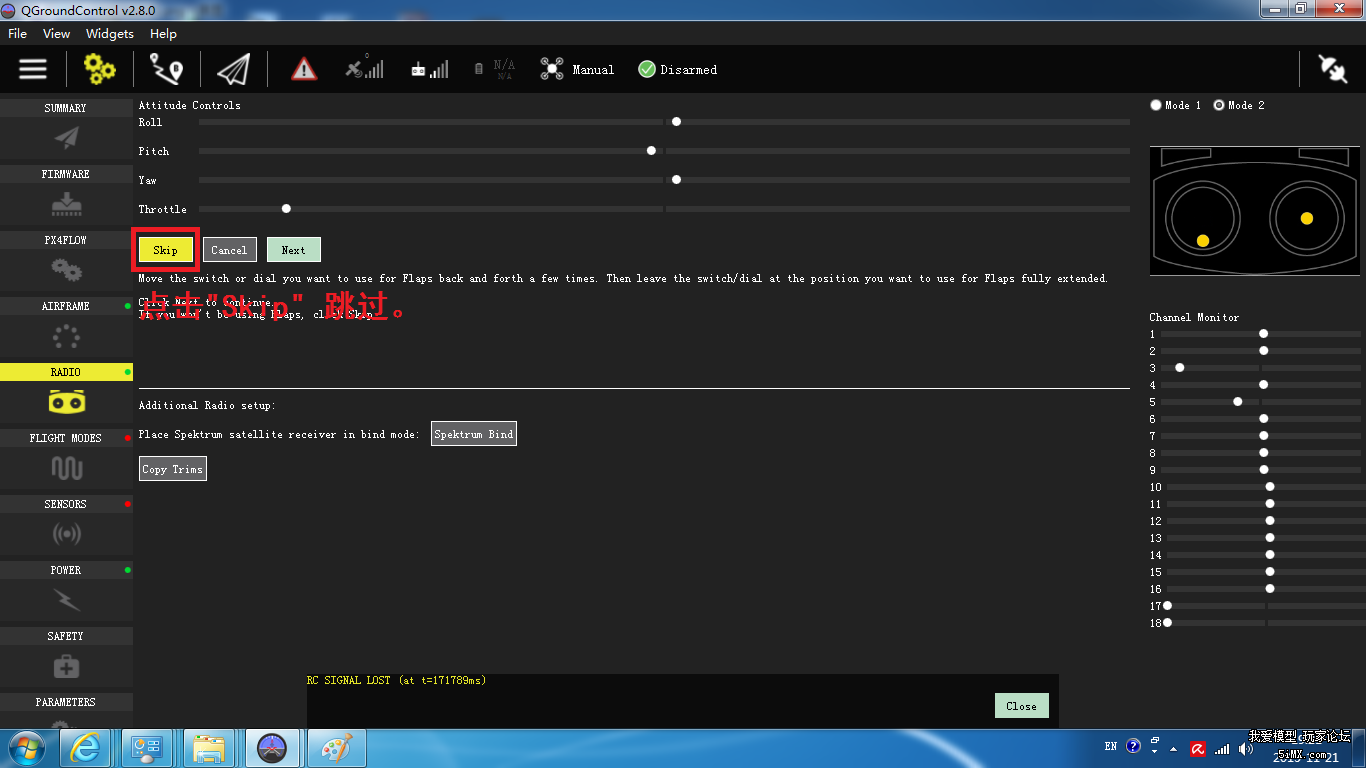 QGroundControl v2.8.0
File View Widgets Help
0
N/A
N/A
Manual
Disarmed
SUMMARY
FIRMWARE
PX4FLOW
AIRFRAME
RADIO
FLIGHT MODES
SENSORS
POWER
SAFETY
PARAMETERS
Attitude Controls
Roll
Pitch
Yaw
Throttle
Skip Cancel Next
Move the switch or dial you want to use for Flaps back and forth a few times. Then leave the switch/dial at the position you want to use for Flaps fully extended.
Click Next to continue.
If you won't be using Flaps, click Skip.
点击"Skip" 跳过。
Additional Radio setup:
Place Spektrum satellite receiver in bind mode: Spektrum Bind
Copy Trims
Mode 1 Mode 2
Channel Monitor
1
2
3
4
5
6
7
8
9
10
11
12
13
14
15
16
17
18
RC SIGNAL LOST (at t=171789ms)
Close
EN
我爱模型 玩家论坛
5iMX.com